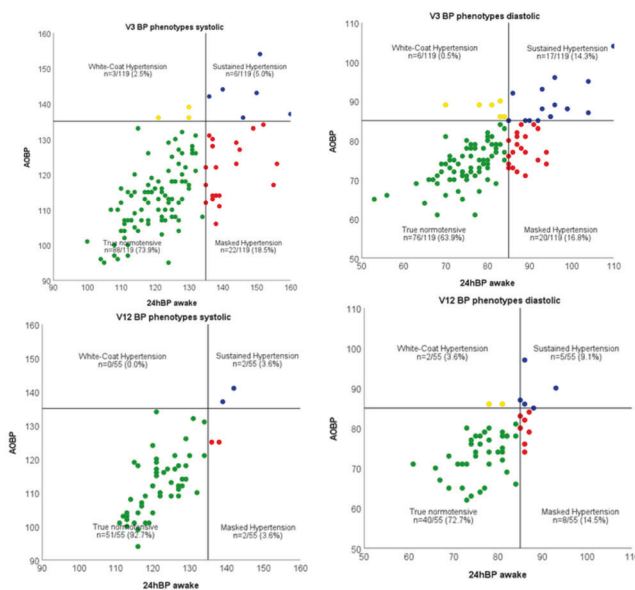 V3 BP phenotypes systolic
160
150
140
130
120
110
100
90
AOBP
White-Coat Hypertension
n=3/119 (2.5%)
Sustained Hypertension
n=6/119 (5.0%)
True normotensive
n=88/119 (73.9%)
Masked Hypertension
n=22/119 (18.5%)
90 100 110 120 130 140 150 160
24hBP awake
V3 BP phenotypes diastolic
110
100
90
80
70
60
50
AOBP
White-Coat Hypertension
n=6/119 (0.5%)
Sustained Hypertension
n=17/119 (14.3%)
True normotensive
n=76/119 (63.9%)
Masked Hypertension
n=20/119 (16.8%)
50 60 70 80 90 100 110
24hBP awake
V12 BP phenotypes systolic
160
150
140
130
120
110
100
90
AOBP
White-Coat Hypertension
n=0/55 (0.0%)
Sustained Hypertension
n=2/55 (3.6%)
True normotensive
n=51/55 (92.7%)
Masked Hypertension
n=2/55 (3.6%)
90 100 110 120 130 140 150 160
24hBP awake
V12 BP phenotypes diastolic
110
100
90
80
70
60
50
AOBP
White-Coat Hypertension
n=2/55 (3.6%)
Sustained Hypertension
n=5/55 (9.1%)
True normotensive
n=40/55 (72.7%)
Masked Hypertension
n=8/55 (14.5%)
50 60 70 80 90 100 110
24hBP awake